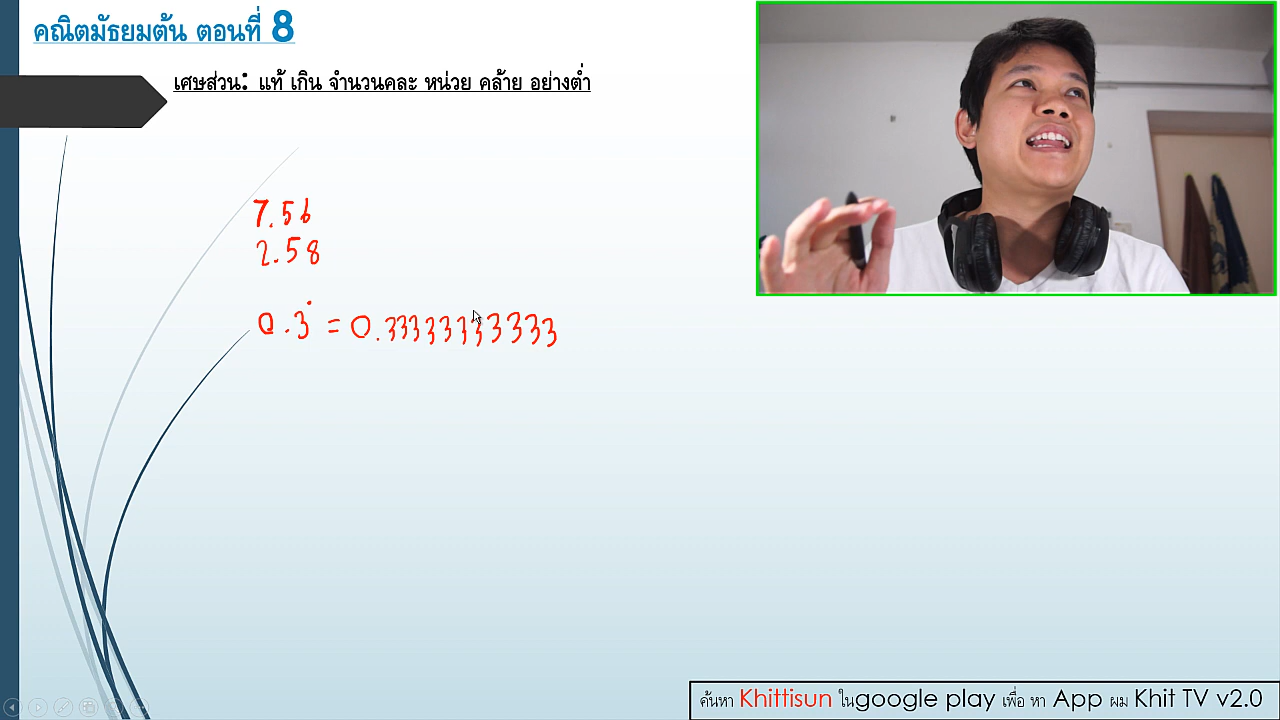 คณิตมัธยมต้น ตอนที่ 8
เศษส่วน: แท้ เกิน จำนวนคละ หน่วย คล้าย อย่างต่ำ
7.56
2.58
0.3̇ = 0.333333333333
ค้นหา Khittisun ในgoogle play เพื่อ หา App ผม Khit TV v2.0